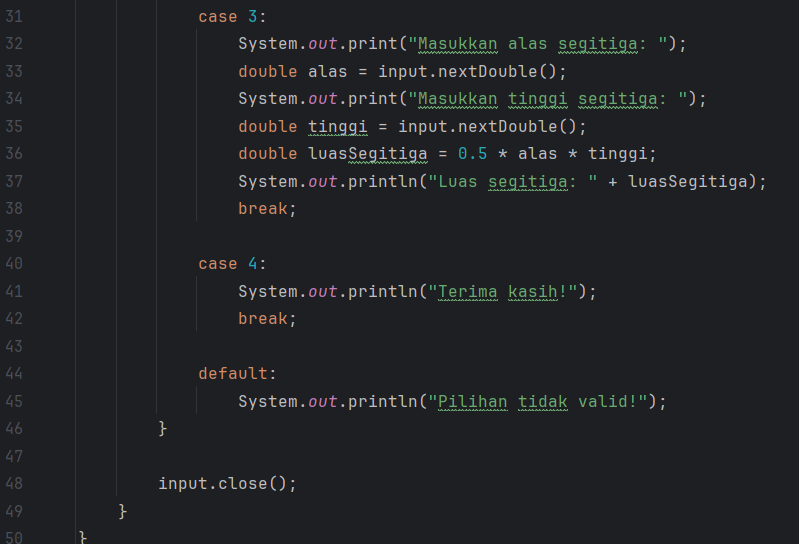 31 case 3:
32 System.out.print("Masukkan alas segitiga: ");
33 double alas = input.nextDouble();
34 System.out.print("Masukkan tinggi segitiga: ");
35 double tinggi = input.nextDouble();
36 double luasSegitiga = 0.5 * alas * tinggi;
37 System.out.println("Luas segitiga: " + luasSegitiga);
38 break;
39
40 case 4:
41 System.out.println("Terima kasih!");
42 break;
43
44 default:
45 System.out.println("Pilihan tidak valid!");
46 }
47
48 input.close();
49 }
50 }